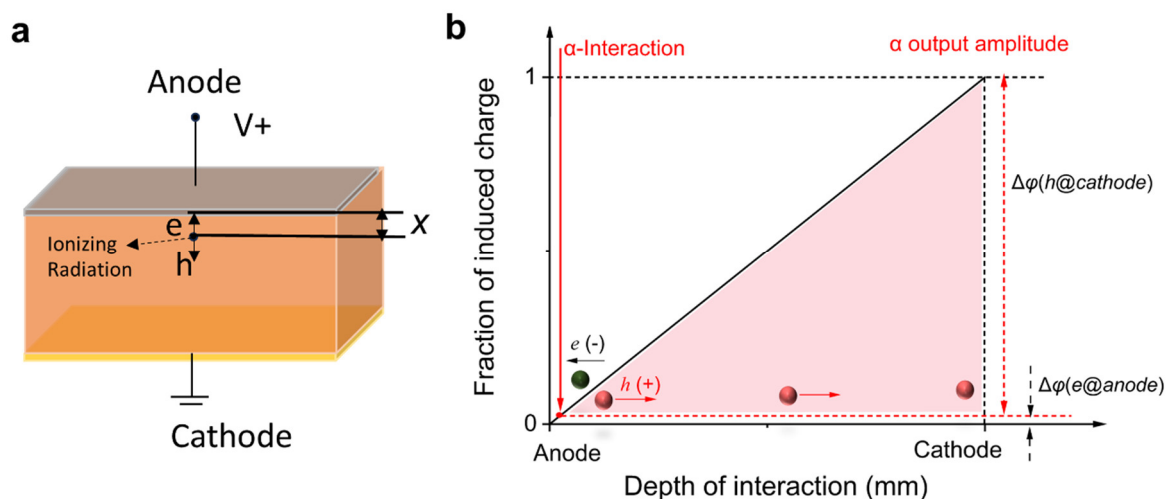 a
Anode
V+
e
x
Ionizing
Radiation
h
Cathode
b
α-Interaction
α output amplitude
1
Fraction of induced charge
Δφ(h@cathode)
e (-)
h (+)
Δφ(e@anode)
0
Anode
Cathode
Depth of interaction (mm)